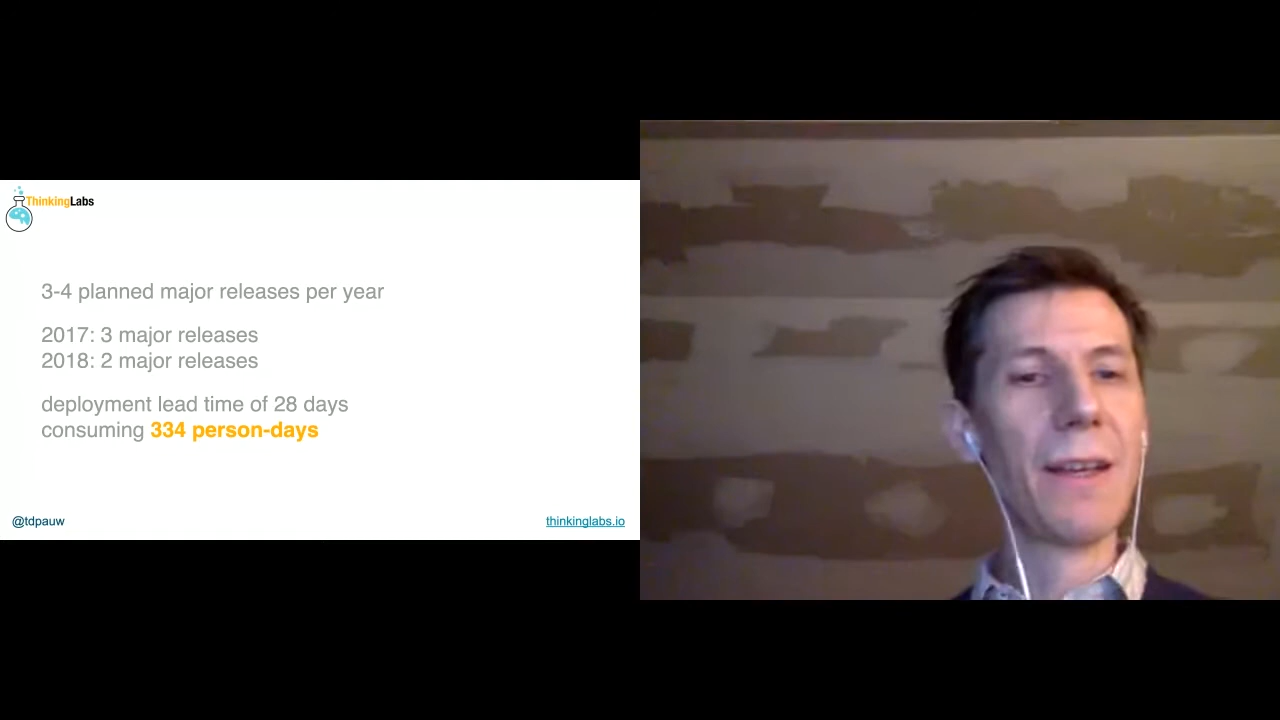 ThinkingLabs
3-4 planned major releases per year
2017: 3 major releases
2018: 2 major releases
deployment lead time of 28 days
consuming 334 person-days
@tdpauw
thinkinglabs.io